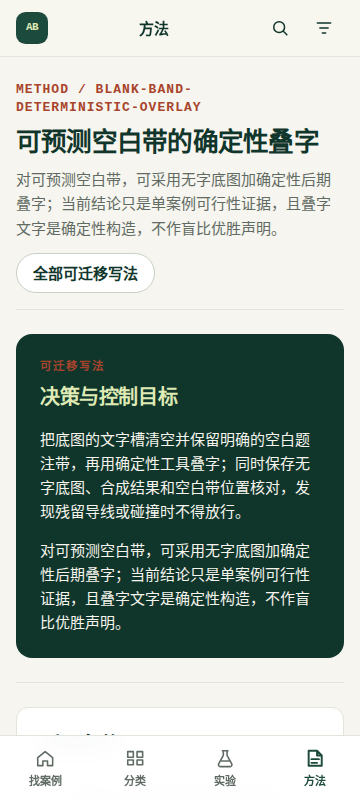 AB
方法
METHOD / BLANK-BAND-
DETERMINISTIC-OVERLAY
可预测空白带的确定性叠字
对可预测空白带，可采用无字底图加确定性后期
叠字；当前结论只是单案例可行性证据，且叠字
文字是确定性构造，不作盲比优胜声明。
全部可迁移写法
可迁移写法
决策与控制目标
把底图的文字槽清空并保留明确的空白题
注带，再用确定性工具叠字；同时保存无
字底图、合成结果和空白带位置核对，发
现残留导线或碰撞时不得放行。
对可预测空白带，可采用无字底图加确定
性后期叠字；当前结论只是单案例可行性
证据，且叠字文字是确定性构造，不作盲
比优胜声明。
找案例
分类
实验
方法